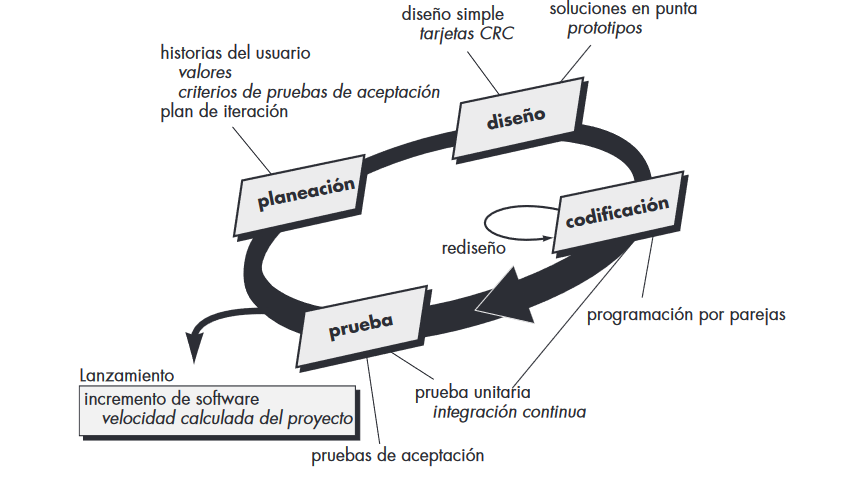 diseño simple
tarjetas CRC
soluciones en punta
prototipos
historias del usuario
valores
criterios de pruebas de aceptación
plan de iteración
diseño
planeación
codificación
rediseño
prueba
programación por parejas
Lanzamiento
incremento de software
velocidad calculada del proyecto
prueba unitaria
integración continua
pruebas de aceptación